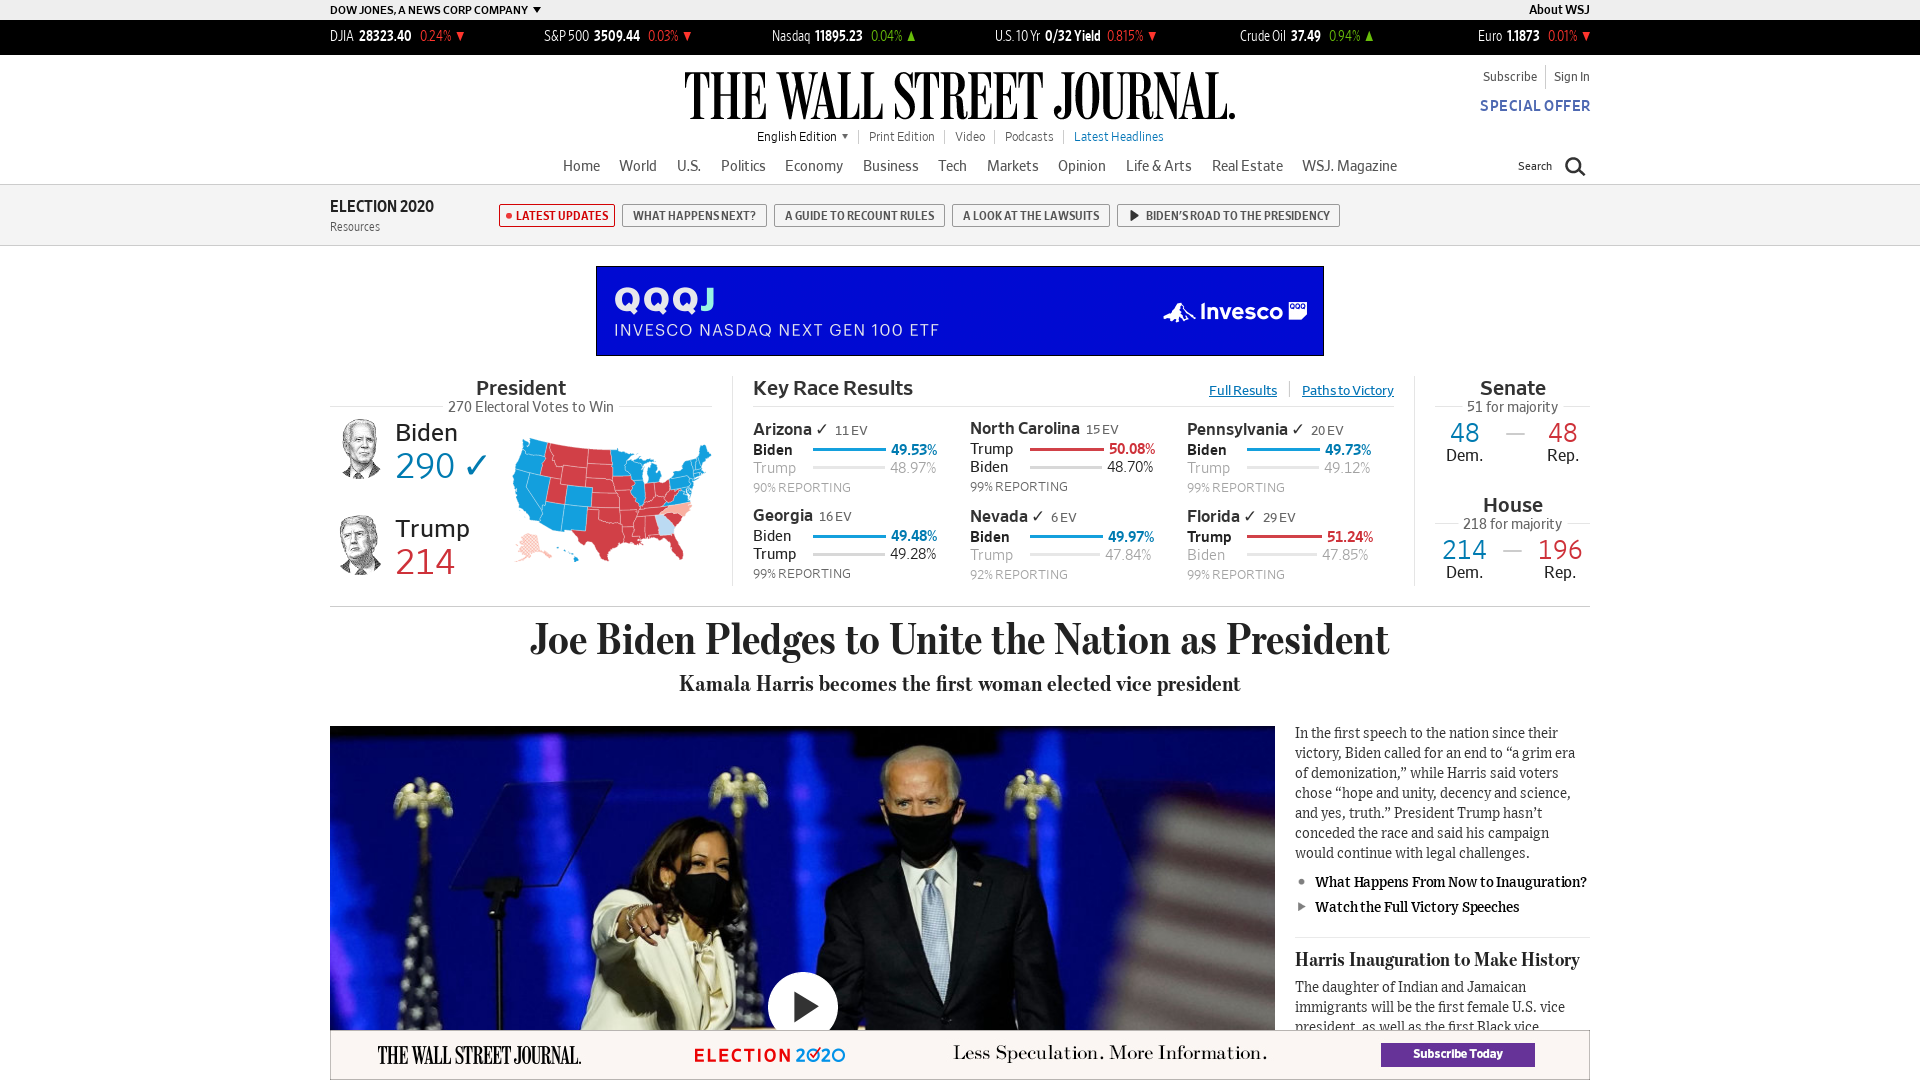 DOW JONES, A NEWS CORP COMPANY
About WSJ
DJIA 28323.40 0.24% ▼
S&P 500 3509.44 0.03% ▼
Nasdaq 11895.23 0.04% ▲
U.S. 10 Yr 0/32 Yield 0.815% ▼
Crude Oil 37.49 0.94% ▲
Euro 1.1873 0.01% ▼
THE WALL STREET JOURNAL.
Subscribe
Sign In
SPECIAL OFFER
English Edition
Print Edition
Video
Podcasts
Latest Headlines
Home World U.S. Politics Economy Business Tech Markets Opinion Life & Arts Real Estate WSJ. Magazine
Search
ELECTION 2020
Resources
LATEST UPDATES
WHAT HAPPENS NEXT?
A GUIDE TO RECOUNT RULES
A LOOK AT THE LAWSUITS
BIDEN'S ROAD TO THE PRESIDENCY
QQQJ
INVESCO NASDAQ NEXT GEN 100 ETF
Invesco QQQ
President
270 Electoral Votes to Win
Biden
290 ✓
Trump
214
Key Race Results
Full Results
Paths to Victory
Arizona ✓ 11 EV
Biden 49.53%
Trump 48.97%
90% REPORTING
North Carolina 15 EV
Trump 50.08%
Biden 48.70%
99% REPORTING
Pennsylvania ✓ 20 EV
Biden 49.73%
Trump 49.12%
99% REPORTING
Georgia 16 EV
Biden 49.48%
Trump 49.28%
99% REPORTING
Nevada ✓ 6 EV
Biden 49.97%
Trump 47.84%
92% REPORTING
Florida ✓ 29 EV
Trump 51.24%
Biden 47.85%
99% REPORTING
Senate
51 for majority
48 — 48
Dem. Rep.
House
218 for majority
214 — 196
Dem. Rep.
Joe Biden Pledges to Unite the Nation as President
Kamala Harris becomes the first woman elected vice president
In the first speech to the nation since their
victory, Biden called for an end to “a grim era
of demonization,” while Harris said voters
chose “hope and unity, decency and science,
and yes, truth.” President Trump hasn’t
conceded the race and said his campaign
would continue with legal challenges.
What Happens From Now to Inauguration?
Watch the Full Victory Speeches
Harris Inauguration to Make History
The daughter of Indian and Jamaican
immigrants will be the first female U.S. vice
president, as well as the first Black vice
THE WALL STREET JOURNAL.
ELECTION 2020
Less Speculation. More Information.
Subscribe Today